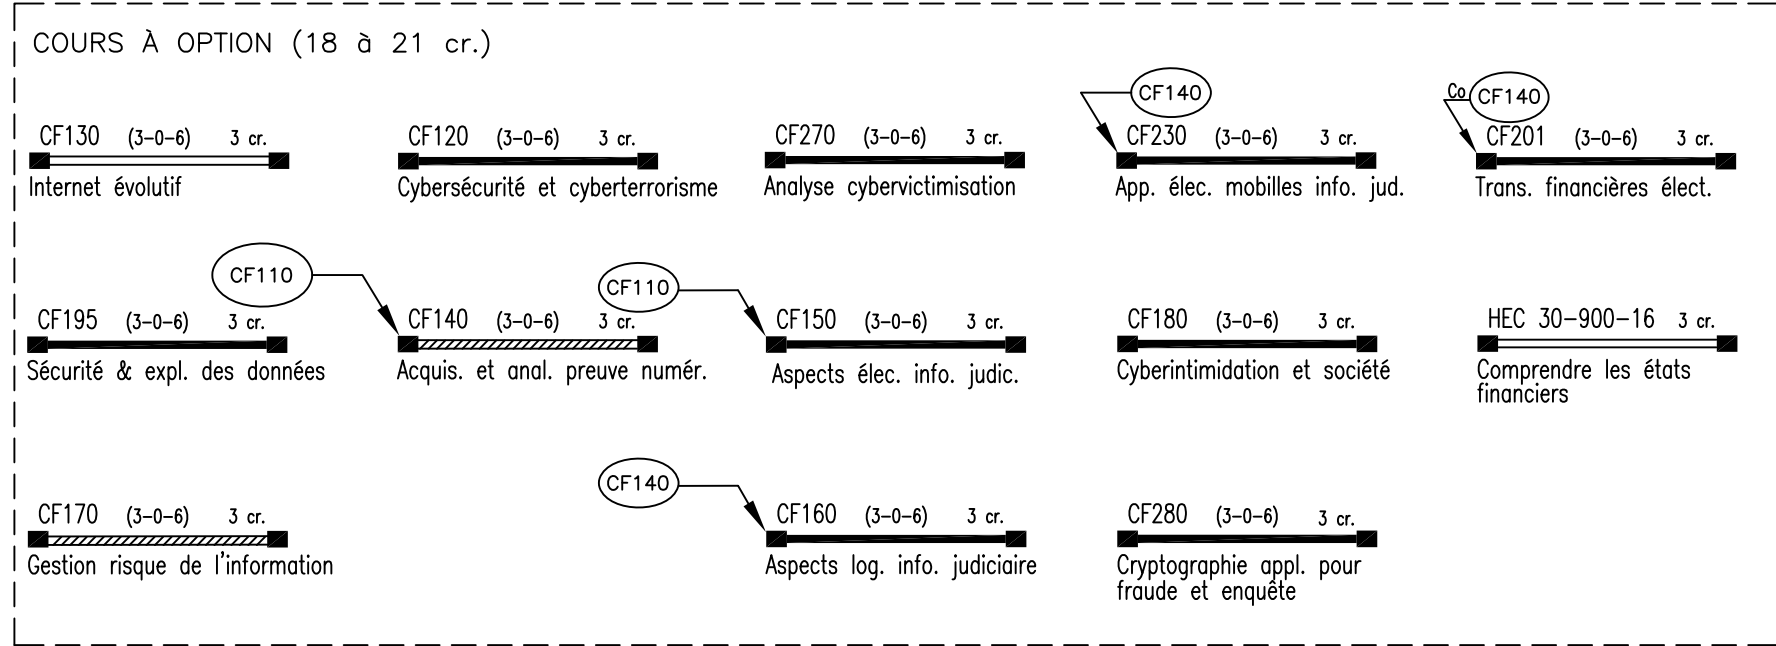 COURS À OPTION (18 à 21 cr.)
CF140
Co CF140
CF130 (3-0-6) 3 cr.
Internet évolutif
CF120 (3-0-6) 3 cr.
Cybersécurité et cyberterrorisme
CF270 (3-0-6) 3 cr.
Analyse cybervictimisation
CF230 (3-0-6) 3 cr.
App. élec. mobilles info. jud.
CF201 (3-0-6) 3 cr.
Trans. financières élect.
CF110
CF110
CF195 (3-0-6) 3 cr.
Sécurité & expl. des données
CF140 (3-0-6) 3 cr.
Acquis. et anal. preuve numér.
CF150 (3-0-6) 3 cr.
Aspects élec. info. judic.
CF180 (3-0-6) 3 cr.
Cyberintimidation et société
HEC 30-900-16 3 cr.
Comprendre les états
financiers
CF140
CF170 (3-0-6) 3 cr.
Gestion risque de l'information
CF160 (3-0-6) 3 cr.
Aspects log. info. judiciaire
CF280 (3-0-6) 3 cr.
Cryptographie appl. pour
fraude et enquête